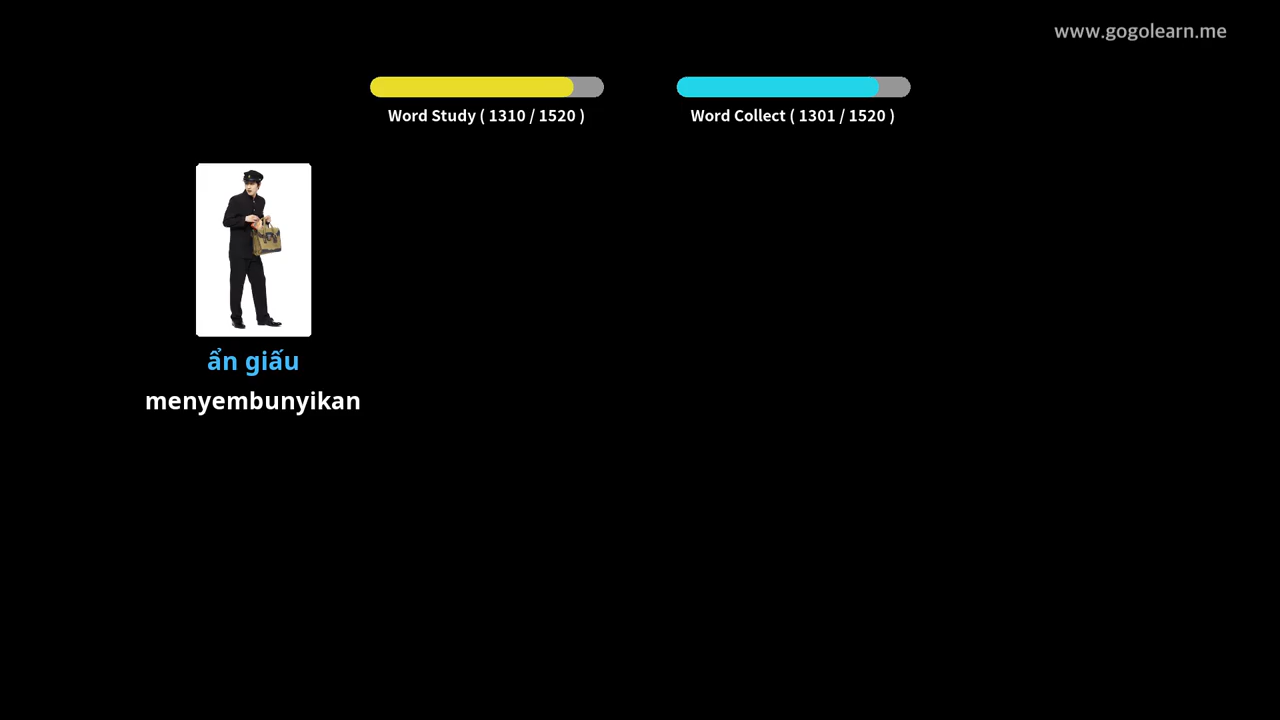 www.gogolearn.me
Word Study ( 1310 / 1520 )
Word Collect ( 1301 / 1520 )
ẩn giấu
menyembunyikan